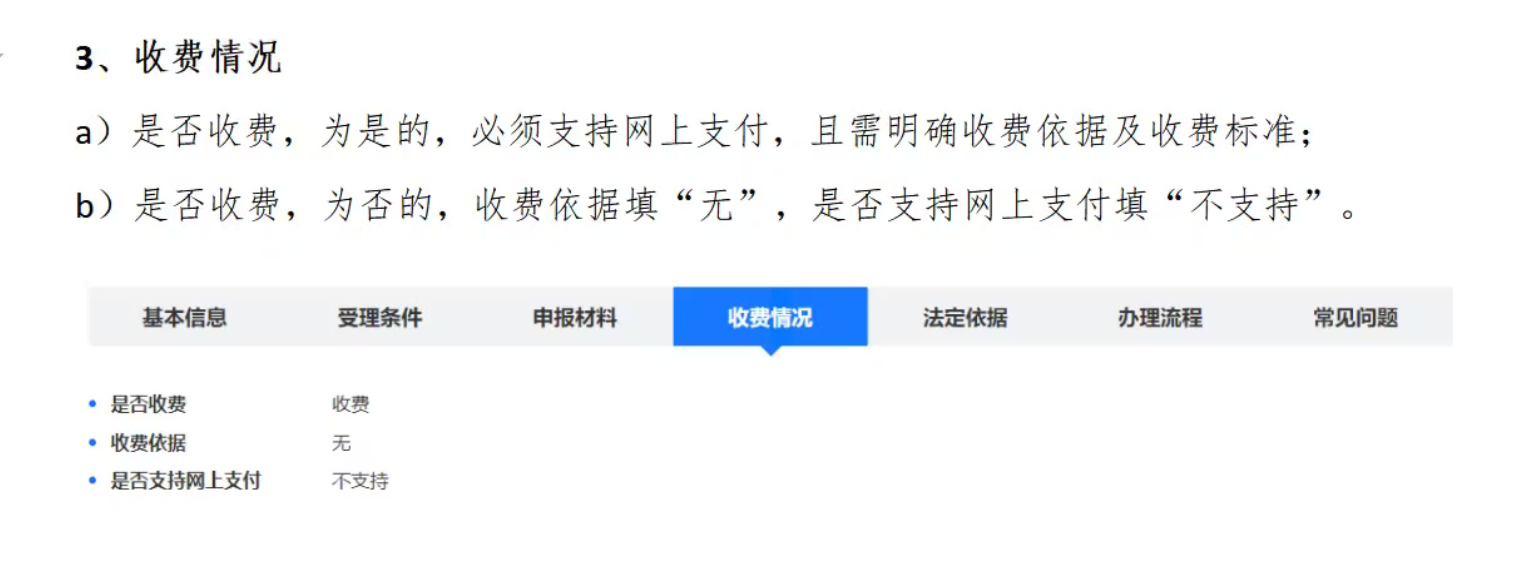 3、收费情况
a）是否收费，为是的，必须支持网上支付，且需明确收费依据及收费标准；
b）是否收费，为否的，收费依据填“无”，是否支持网上支付填“不支持”。
基本信息 受理条件 申报材料 收费情况 法定依据 办理流程 常见问题
• 是否收费 收费
• 收费依据 无
• 是否支持网上支付 不支持